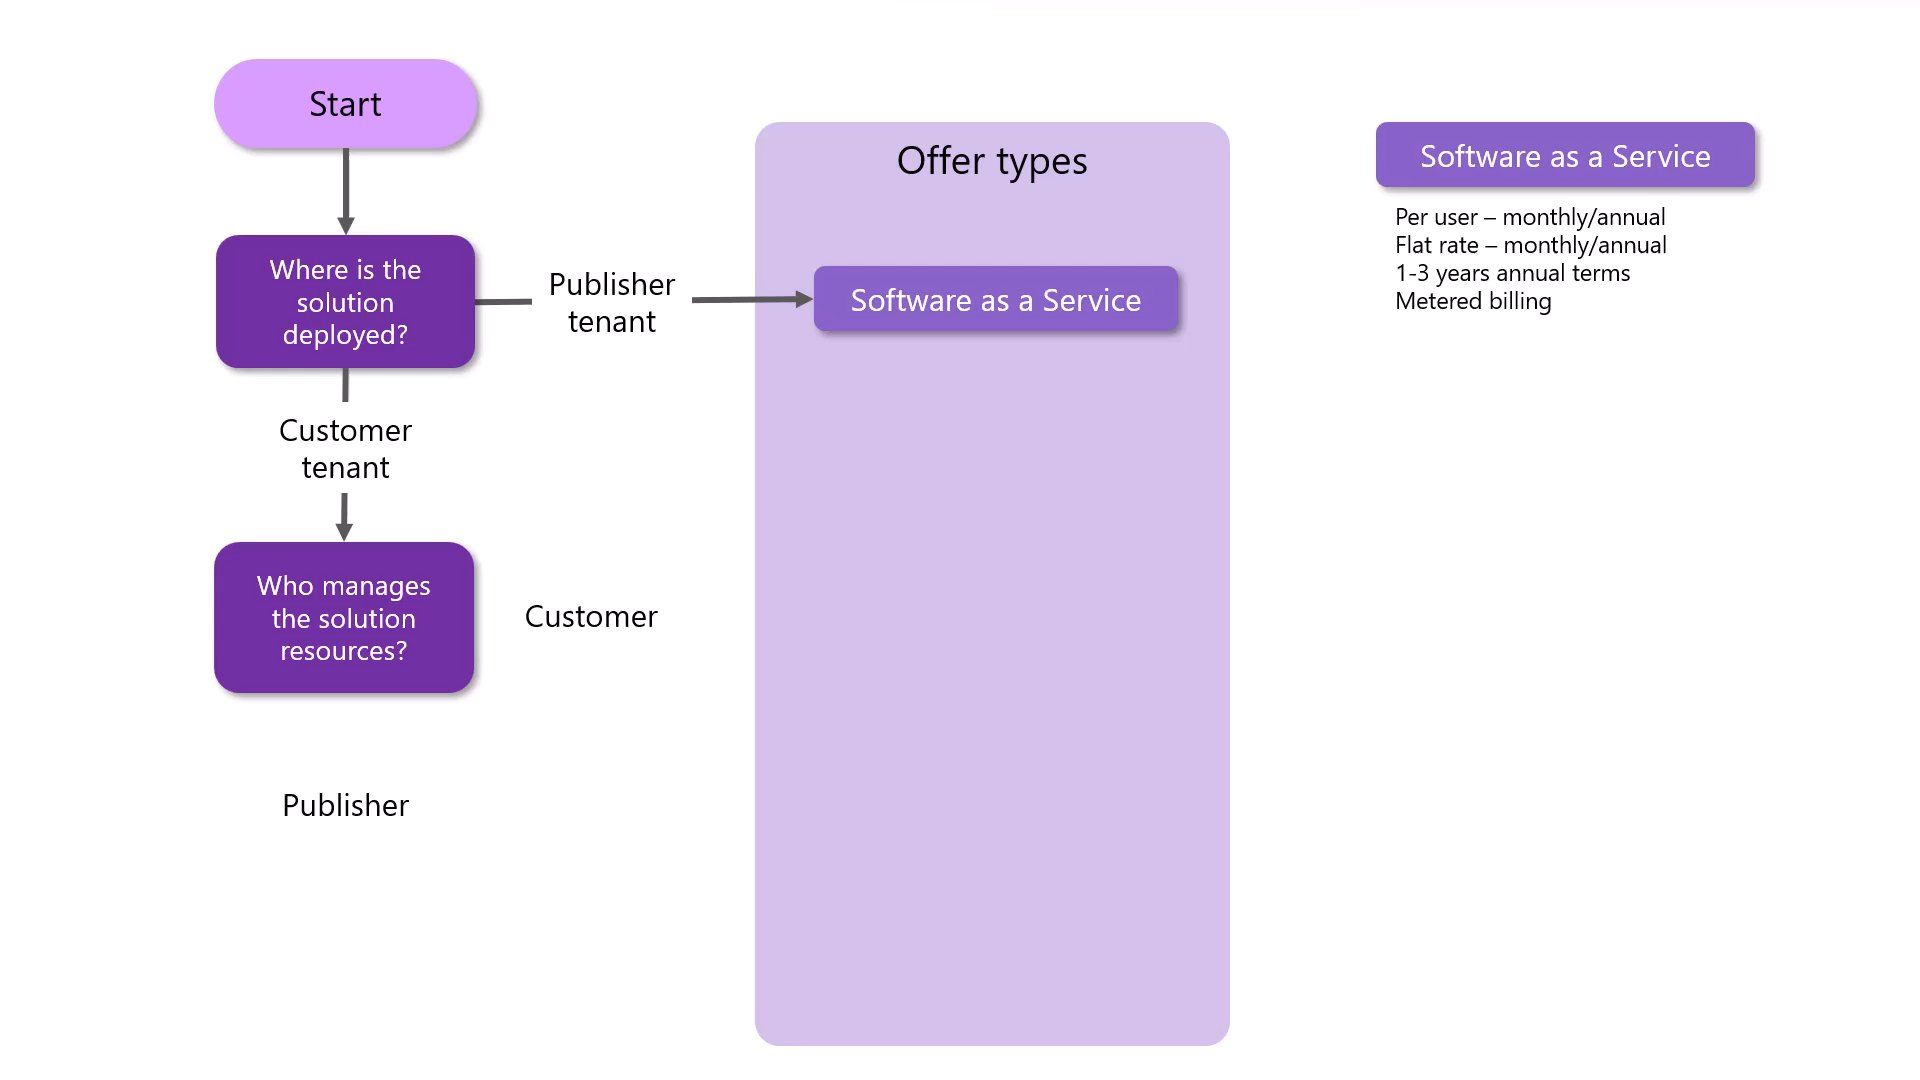 Start
Where is the
solution
deployed?
Publisher
tenant
Customer
tenant
Who manages
the solution
resources?
Customer
Publisher
Offer types
Software as a Service
Software as a Service
Per user – monthly/annual
Flat rate – monthly/annual
1-3 years annual terms
Metered billing